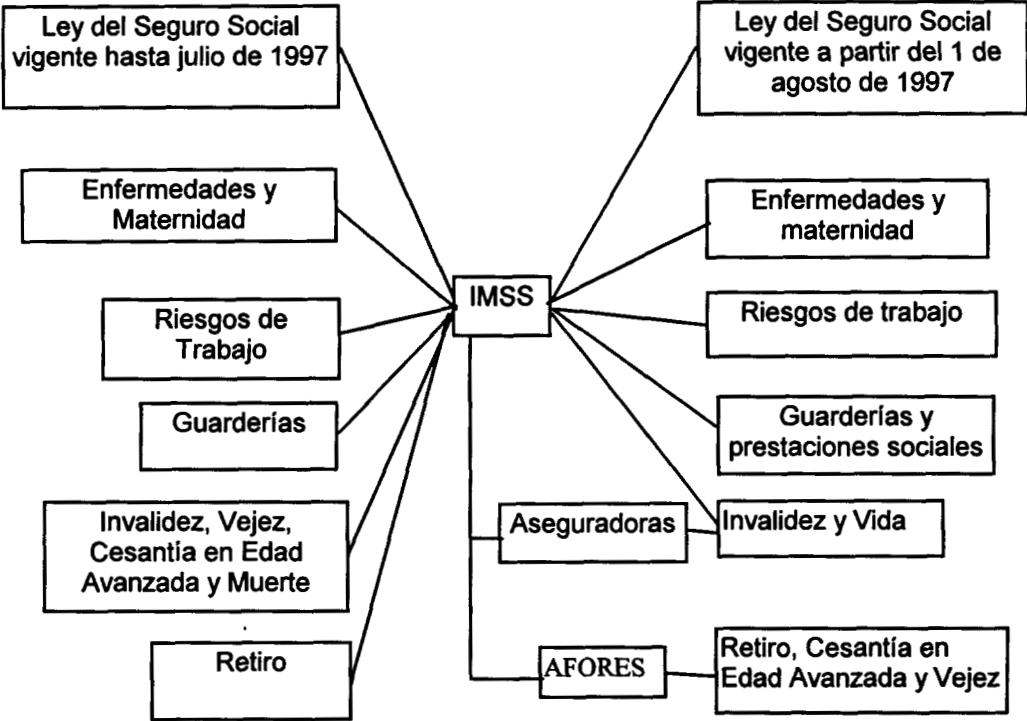 Ley del Seguro Social
vigente hasta julio de 1997
Ley del Seguro Social
vigente a partir del 1 de
agosto de 1997
Enfermedades y
Maternidad
Enfermedades y
maternidad
IMSS
Riesgos de
Trabajo
Riesgos de trabajo
Guarderías
Guarderías y
prestaciones sociales
Invalidez, Vejez,
Cesantía en Edad
Avanzada y Muerte
Aseguradoras
Invalidez y Vida
Retiro
AFORES
Retiro, Cesantía en
Edad Avanzada y Vejez